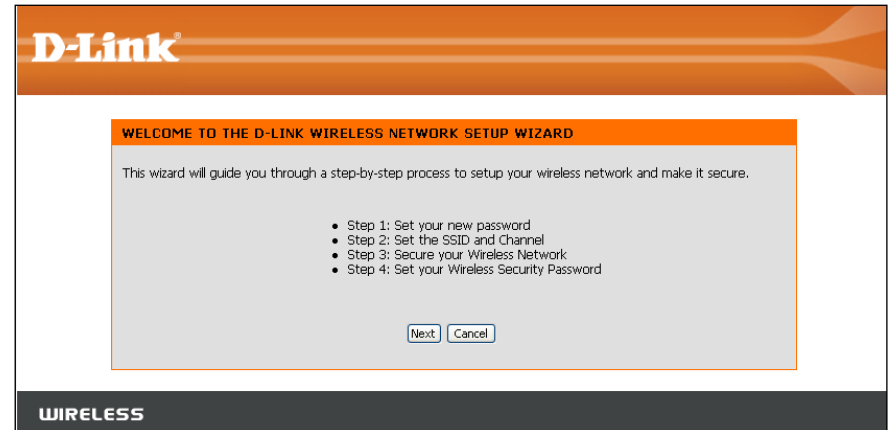 D-Link®
WELCOME TO THE D-LINK WIRELESS NETWORK SETUP WIZARD
This wizard will guide you through a step-by-step process to setup your wireless network and make it secure.
• Step 1: Set your new password
• Step 2: Set the SSID and Channel
• Step 3: Secure your Wireless Network
• Step 4: Set your Wireless Security Password
Next Cancel
WIRELESS